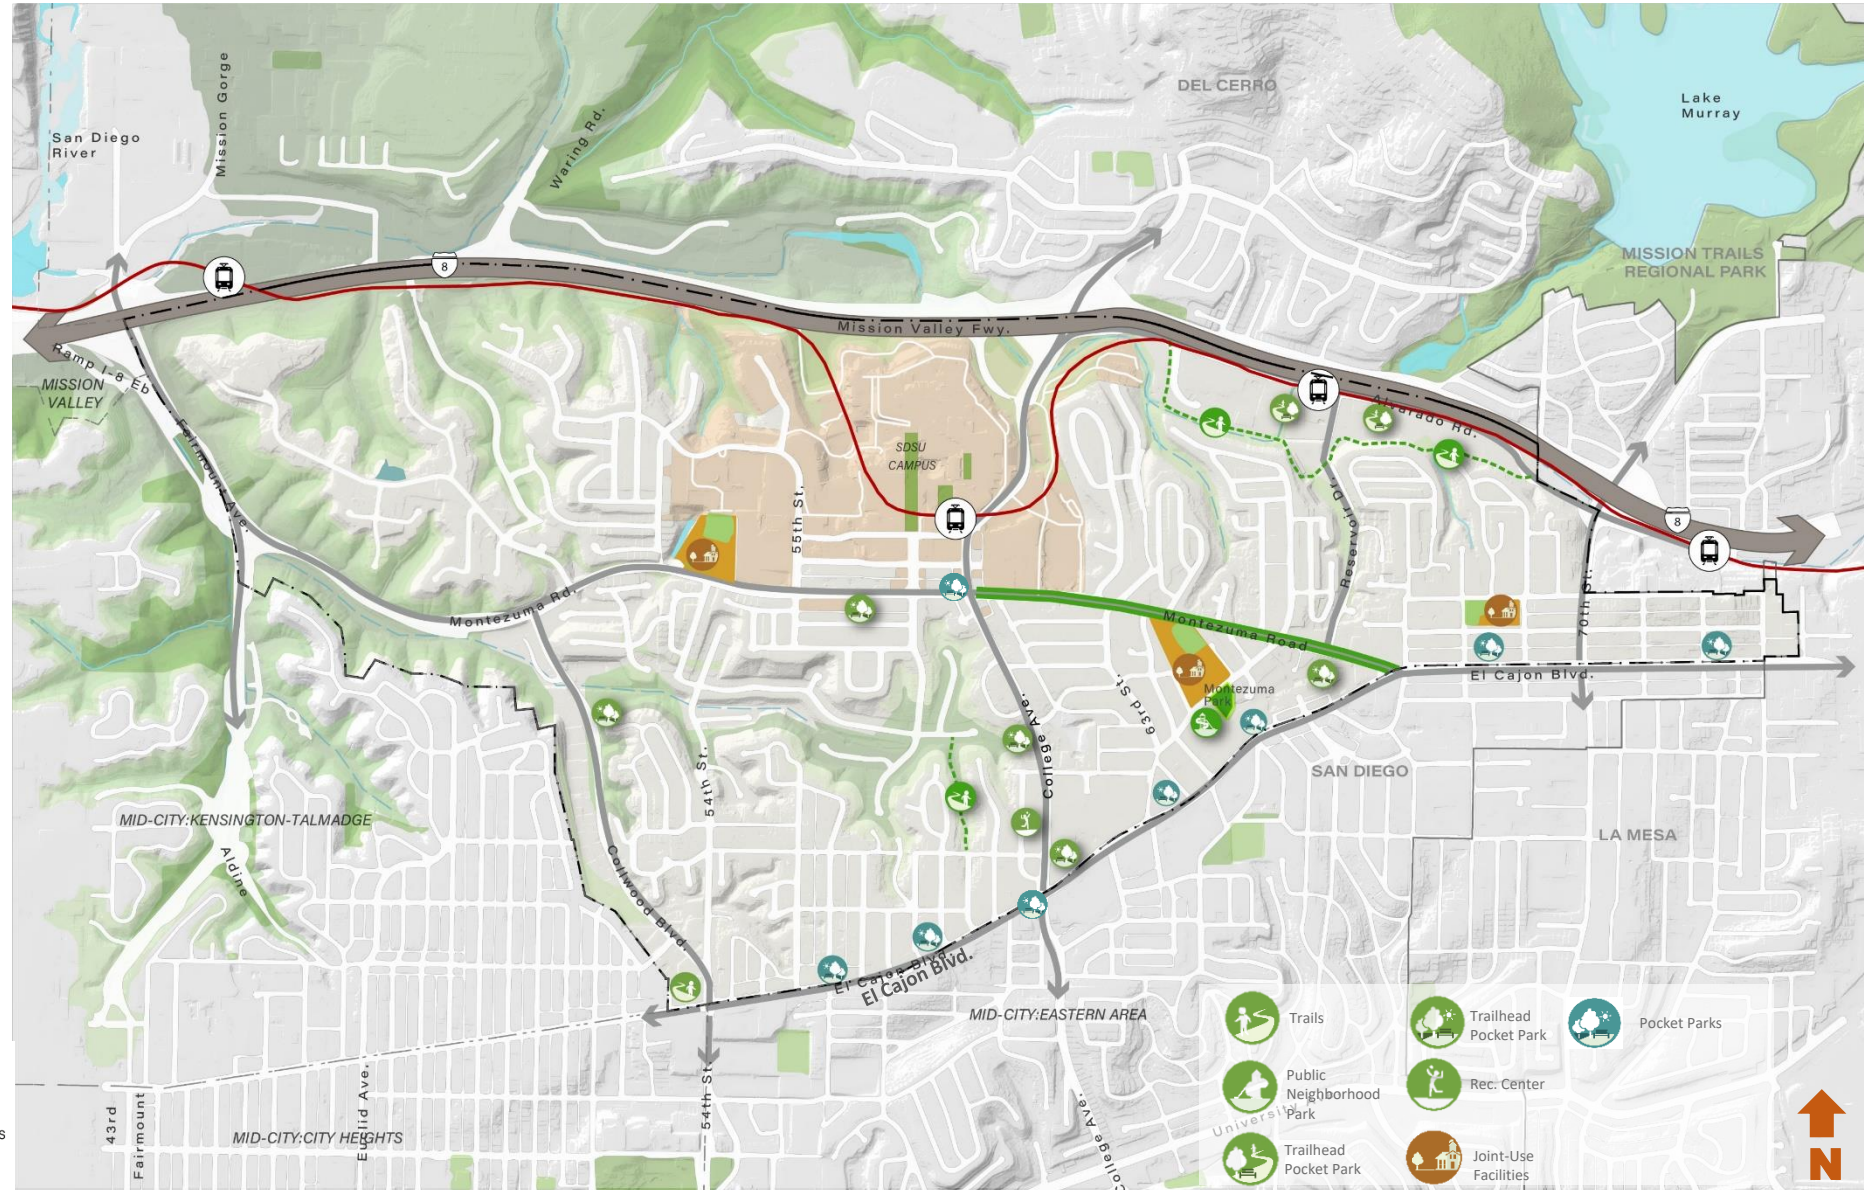 DEL CERRO
Lake
Murray
San Diego
River
Mission Gorge
Waring Rd.
MISSION TRAILS
REGIONAL PARK
8
Mission Valley Fwy.
Ramp I-8 Eb
MISSION
VALLEY
Fairmount Ave.
Alvarado Rd.
SDSU
CAMPUS
55th St.
Reservoir Dr.
8
70th St.
Montezuma Rd.
Montezuma Road
El Cajon Blvd.
Montezuma
Park
63rd St.
College Ave.
54th St.
SAN DIEGO
LA MESA
MID-CITY:KENSINGTON-TALMADGE
Aldine
Collwood Blvd.
El Cajon Blvd.
El Cajon Blvd.
MID-CITY:EASTERN AREA
43rd
Fairmount
Euclid Ave.
54th St.
College Ave.
MID-CITY:CITY HEIGHTS
s
Trails
Trailhead
Pocket Park
Pocket Parks
Public
Neighborhood
Park
Rec. Center
University
Trailhead
Pocket Park
Joint-Use
Facilities
N